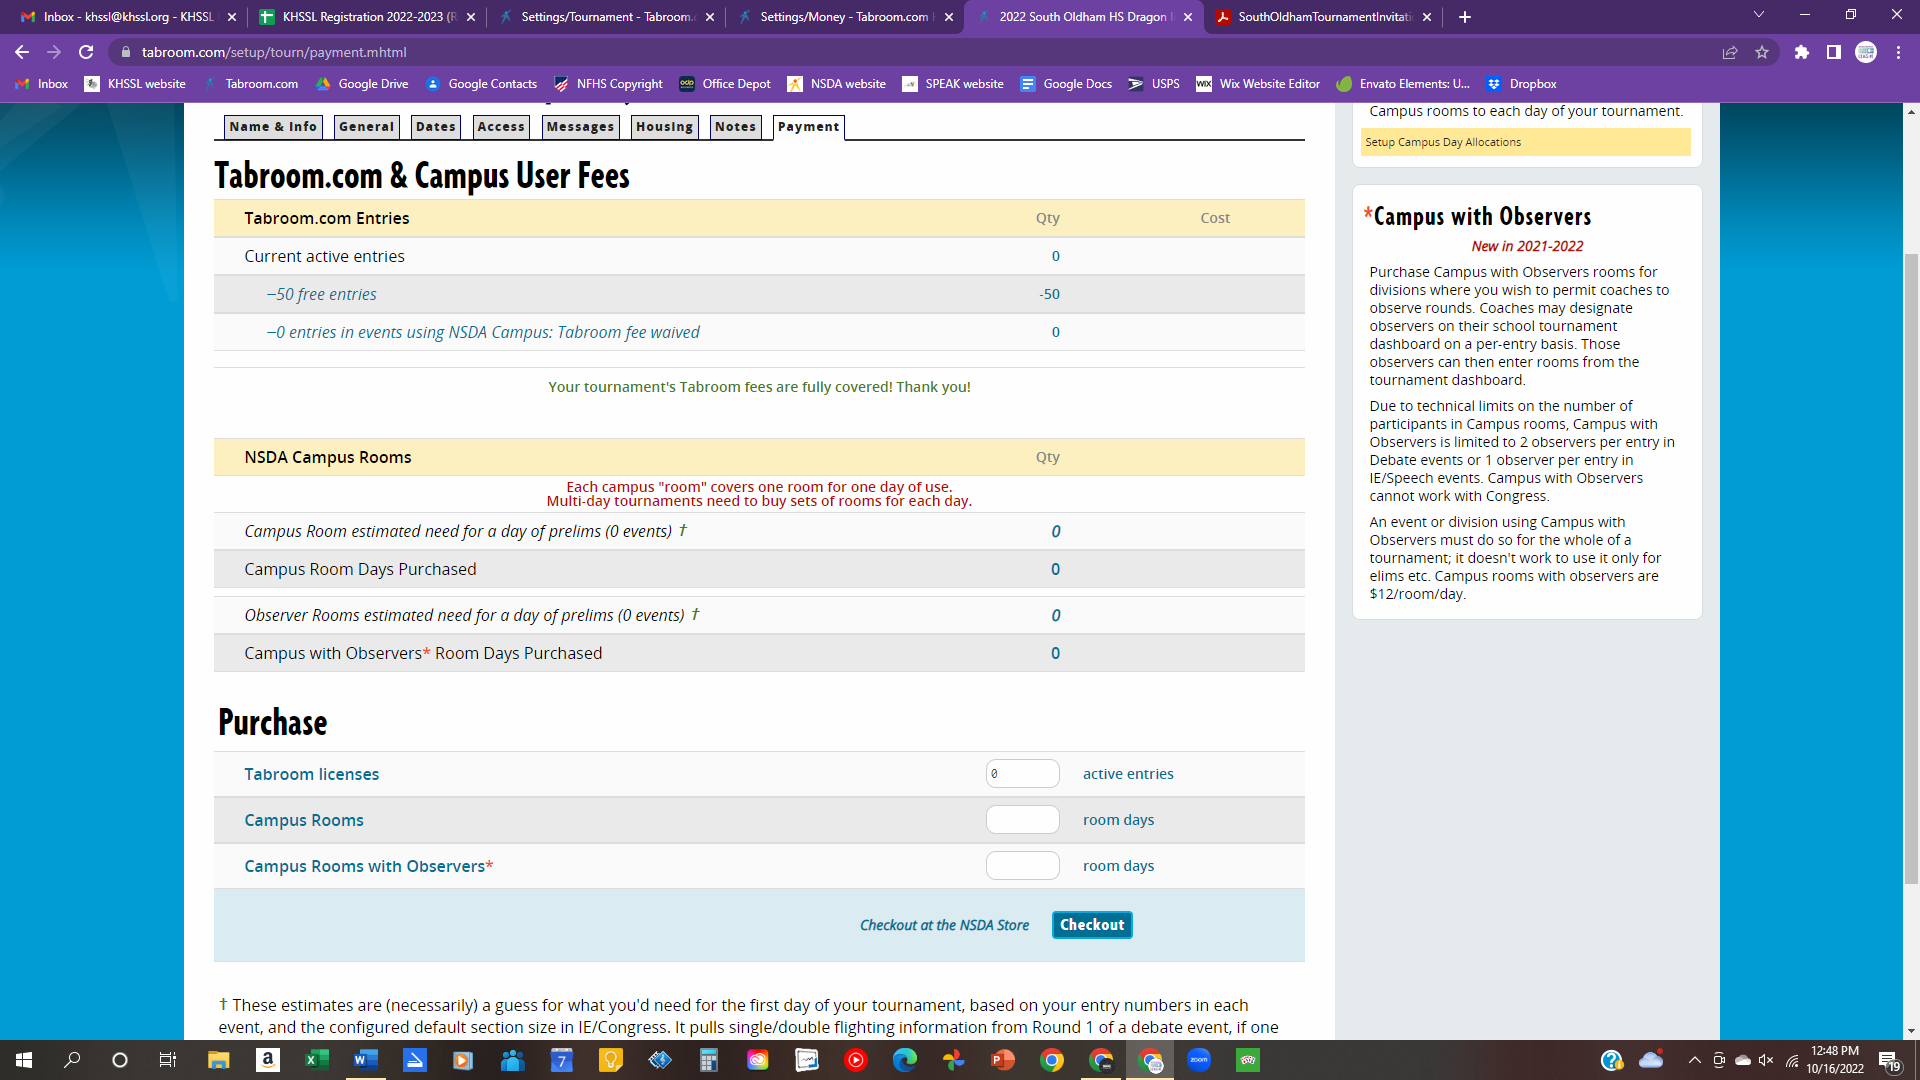 Inbox - khssl@khssl.org - KHSSL
KHSSL Registration 2022-2023 (R
Settings/Tournament - Tabroom.c
Settings/Money - Tabroom.com
2022 South Oldham HS Dragon
SouthOldhamTournamentInvitati
tabroom.com/setup/tourn/payment.mhtml
Inbox
KHSSL website
Tabroom.com
Google Drive
Google Contacts
NFHS Copyright
Office Depot
NSDA website
SPEAK website
Google Docs
USPS
WIX Wix Website Editor
Envato Elements: U...
Dropbox
Name & Info
General
Dates
Access
Messages
Housing
Notes
Payment
Tabroom.com & Campus User Fees
Tabroom.com Entries Qty Cost
Current active entries 0
−50 free entries -50
−0 entries in events using NSDA Campus: Tabroom fee waived 0
Your tournament's Tabroom fees are fully covered! Thank you!
NSDA Campus Rooms Qty
Each campus "room" covers one room for one day of use.
Multi-day tournaments need to buy sets of rooms for each day.
Campus Room estimated need for a day of prelims (0 events) † 0
Campus Room Days Purchased 0
Observer Rooms estimated need for a day of prelims (0 events) † 0
Campus with Observers* Room Days Purchased 0
Purchase
Tabroom licenses 0 active entries
Campus Rooms room days
Campus Rooms with Observers* room days
Checkout at the NSDA Store Checkout
† These estimates are (necessarily) a guess for what you'd need for the first day of your tournament, based on your entry numbers in each
event, and the configured default section size in IE/Congress. It pulls single/double flighting information from Round 1 of a debate event, if one
Campus rooms to each day of your tournament.
Setup Campus Day Allocations
*Campus with Observers
New in 2021-2022
Purchase Campus with Observers rooms for
divisions where you wish to permit coaches to
observe rounds. Coaches may designate
observers on their school tournament
dashboard on a per-entry basis. Those
observers can then enter rooms from the
tournament dashboard.
Due to technical limits on the number of
participants in Campus rooms, Campus with
Observers is limited to 2 observers per entry in
Debate events or 1 observer per entry in
IE/Speech events. Campus with Observers
cannot work with Congress.
An event or division using Campus with
Observers must do so for the whole of a
tournament; it doesn't work to use it only for
elims etc. Campus rooms with observers are
$12/room/day.
12:48 PM
10/16/2022
19